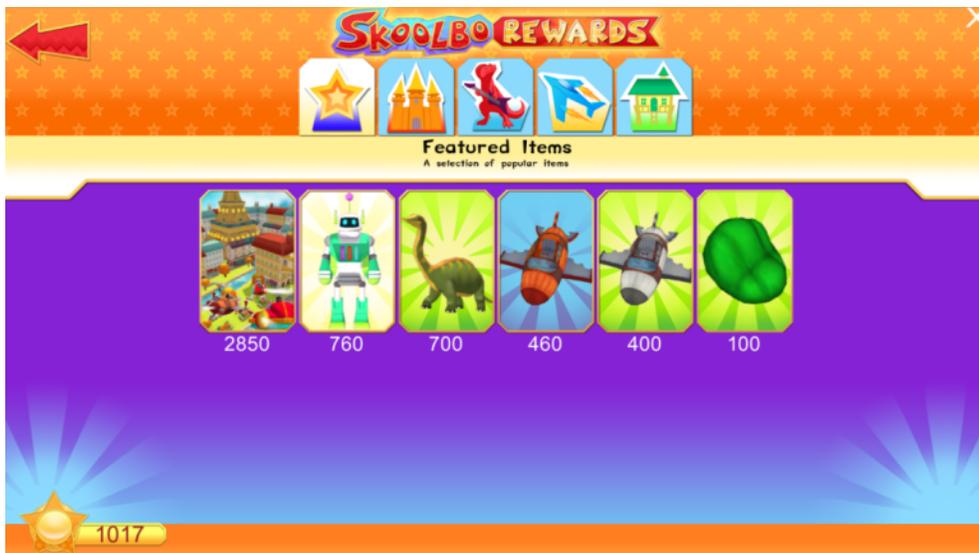 SKOOLBO REWARDS
Featured Items
A selection of popular items
2850 760 700 460 400 100
1017